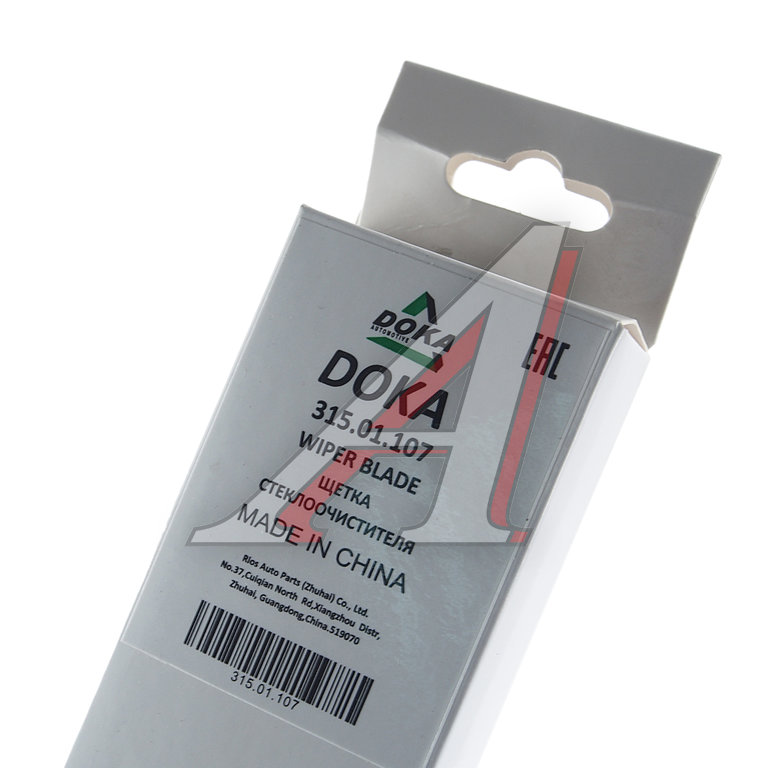 DOKA
AUTOMOTIVE
EAC
DOKA
315.01.107
WIPER BLADE
ЩЕТКА
СТЕКЛООЧИСТИТЕЛЯ
MADE IN CHINA
Rios Auto Parts (Zhuhai) Co., Ltd.
No.37,Cuiqian North Rd,Xiangzhou Distr,
Zhuhai, Guangdong,China.519070
315.01.107